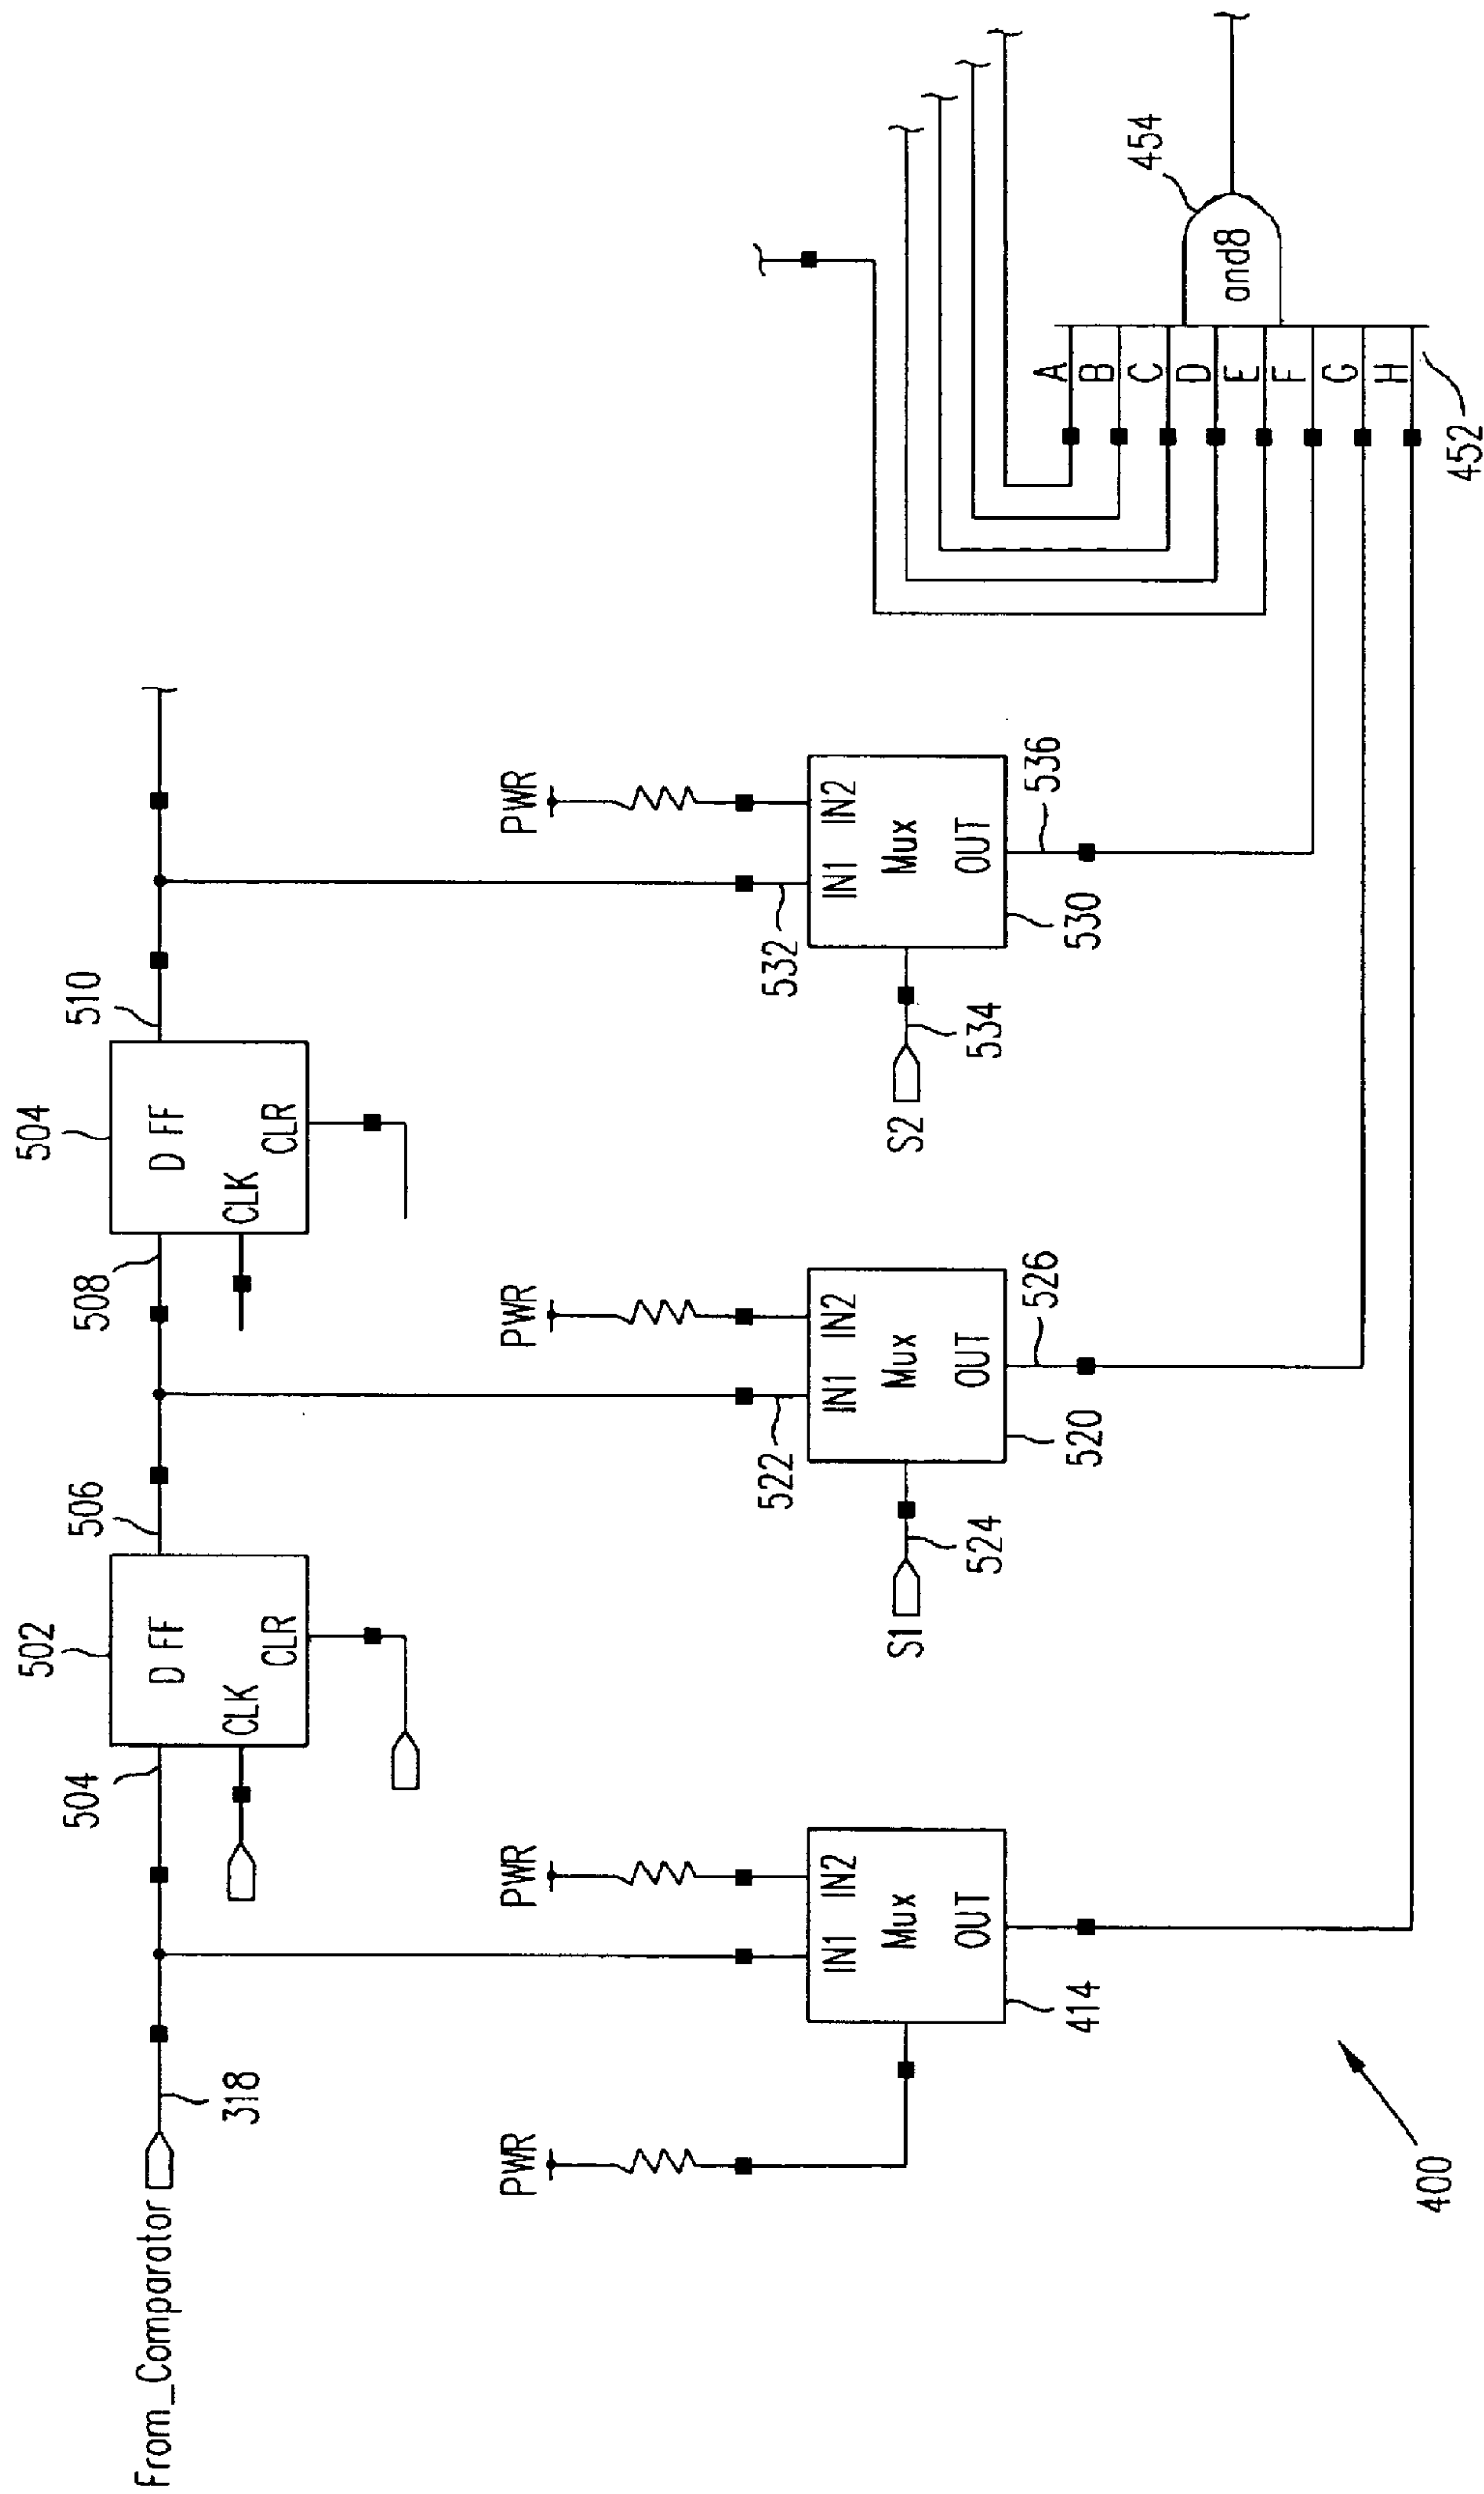 From_Comparator
318
504
502
D FF
CLK
CLR
506
508
504
D FF
CLK
CLR
510
PWR
PWR
IN1 IN2
Mux
OUT
414
S1
524
522
PWR
IN1 IN2
Mux
OUT
520
526
S2
534
532
PWR
IN1 IN2
Mux
OUT
530
536
A
B
C
D
E
F
G
H
and8
454
452
400